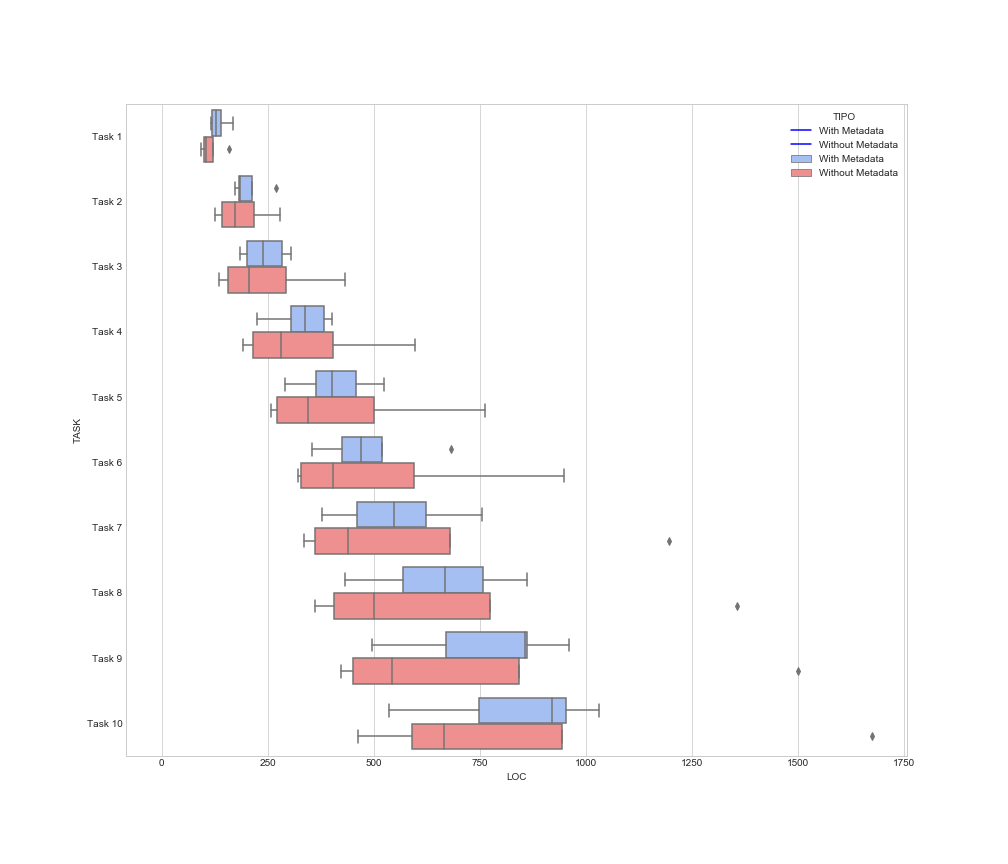 TIPO
With Metadata
Without Metadata
With Metadata
Without Metadata
Task 1
Task 2
Task 3
Task 4
Task 5
TASK
Task 6
Task 7
Task 8
Task 9
Task 10
0 250 500 750 1000 1250 1500 1750
LOC